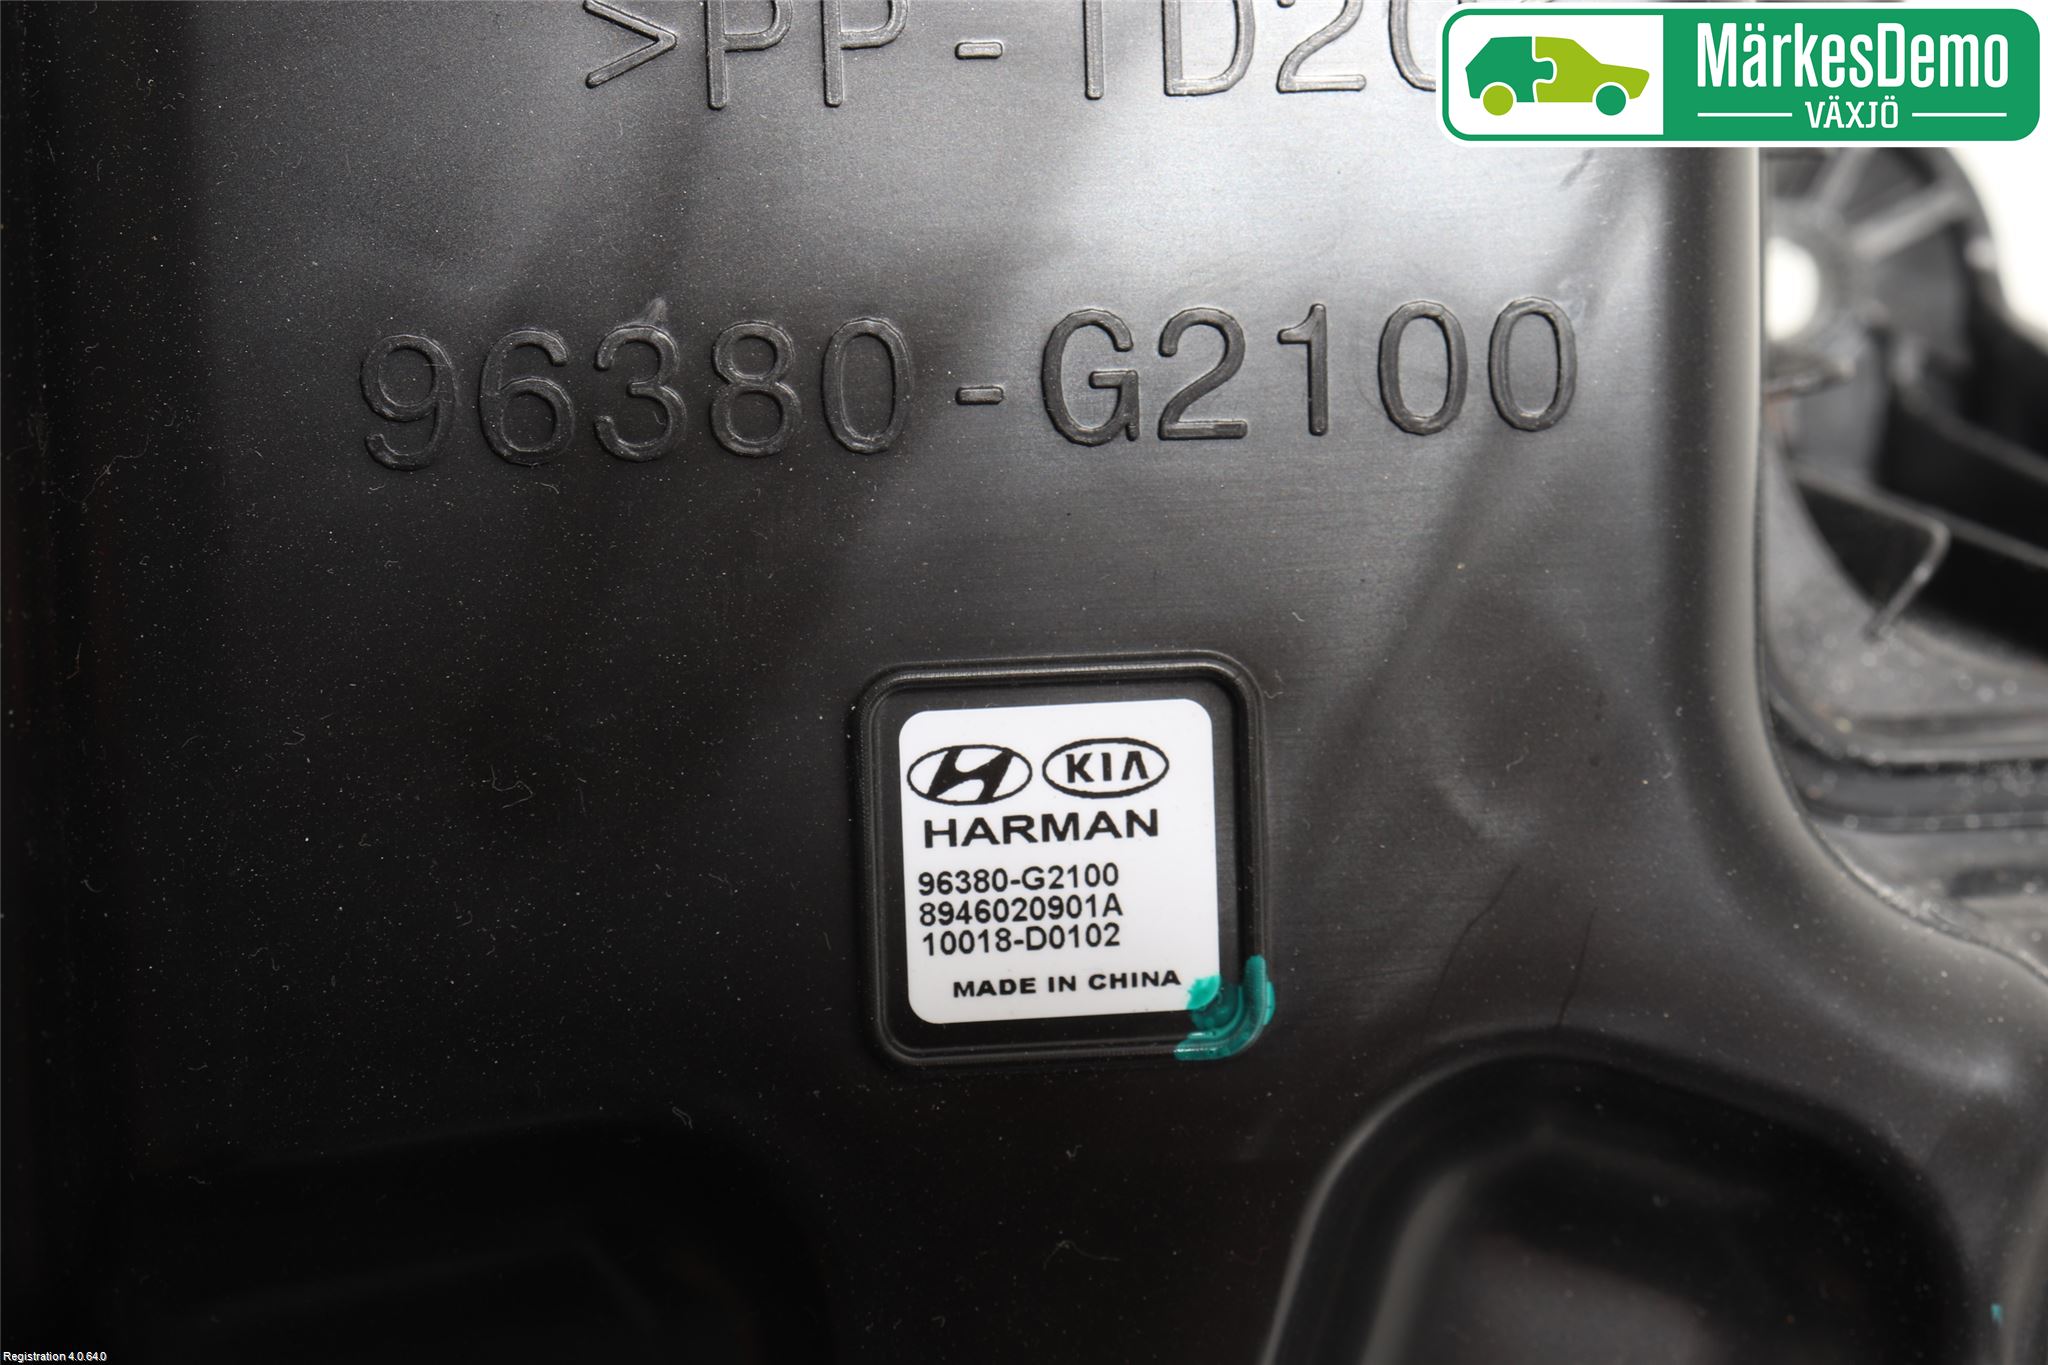 >PP-TD20
MärkesDemo
VÄXJÖ
96380-G2100
KIA
HARMAN
96380-G2100
8946020901A
10018-D0102
MADE IN CHINA
Registration 4.0.64.0